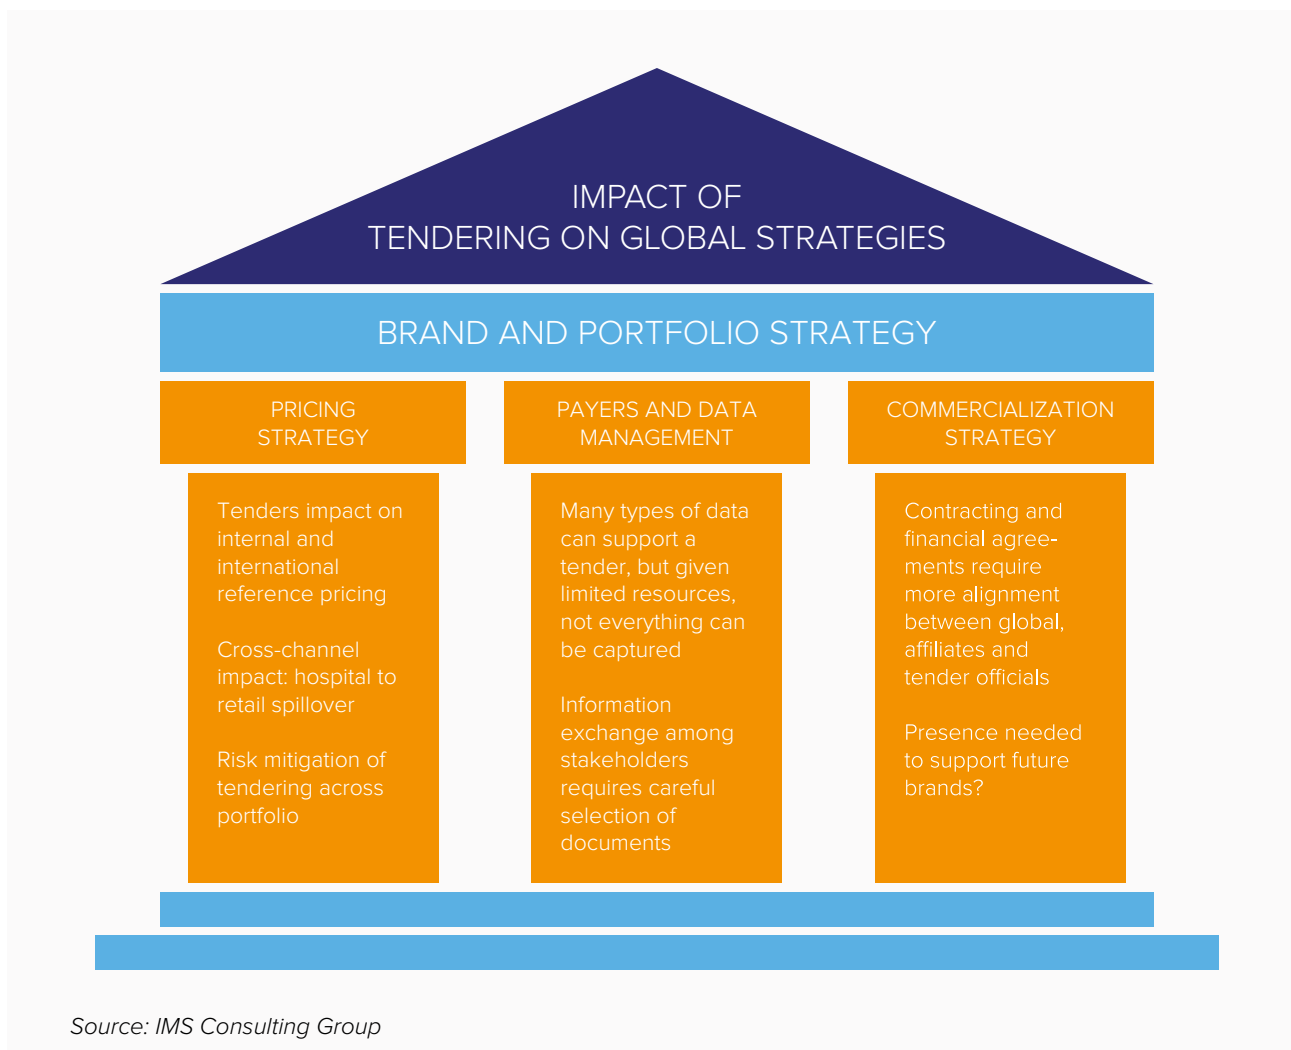 IMPACT OF
TENDERING ON GLOBAL STRATEGIES
BRAND AND PORTFOLIO STRATEGY
PRICING
STRATEGY
Tenders impact on
internal and
international
reference pricing
Cross-channel
impact: hospital to
retail spillover
Risk mitigation of
tendering across
portfolio
PAYERS AND DATA
MANAGEMENT
Many types of data
can support a
tender, but given
limited resources,
not everything can
be captured
Information
exchange among
stakeholders
requires careful
selection of
documents
COMMERCIALIZATION
STRATEGY
Contracting and
financial agree-
ments require
more alignment
between global,
affiliates and
tender officials
Presence needed
to support future
brands?
Source: IMS Consulting Group